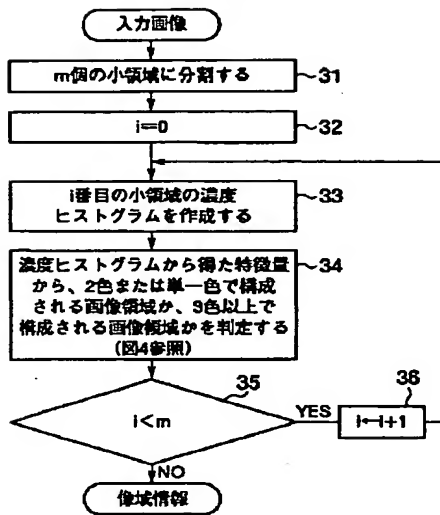 入力画像
m個の小領域に分割する
31
i=0
32
i番目の小領域の濃度
ヒストグラムを作成する
33
濃度ヒストグラムから得た特徴量
から、2色または単一色で構成
される画像領域か、3色以上で
構成される画像領域かを判定する
(図4参照)
34
i<m
35
YES
i←i+1
36
NO
像域情報